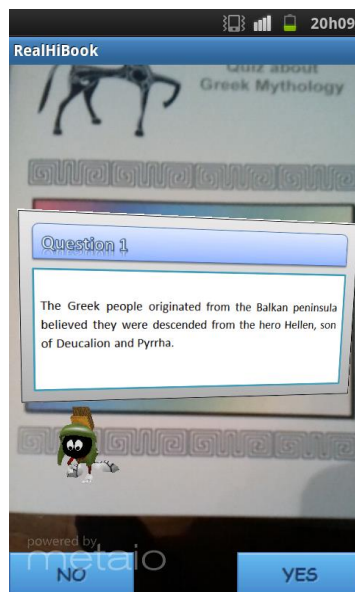 20h09
RealHiBook
Quiz about
Greek Mythology
Question 1
The Greek people originated from the Balkan peninsula
believed they were descended from the hero Hellen, son
of Deucalion and Pyrrha.
powered by
metaio
NO
YES